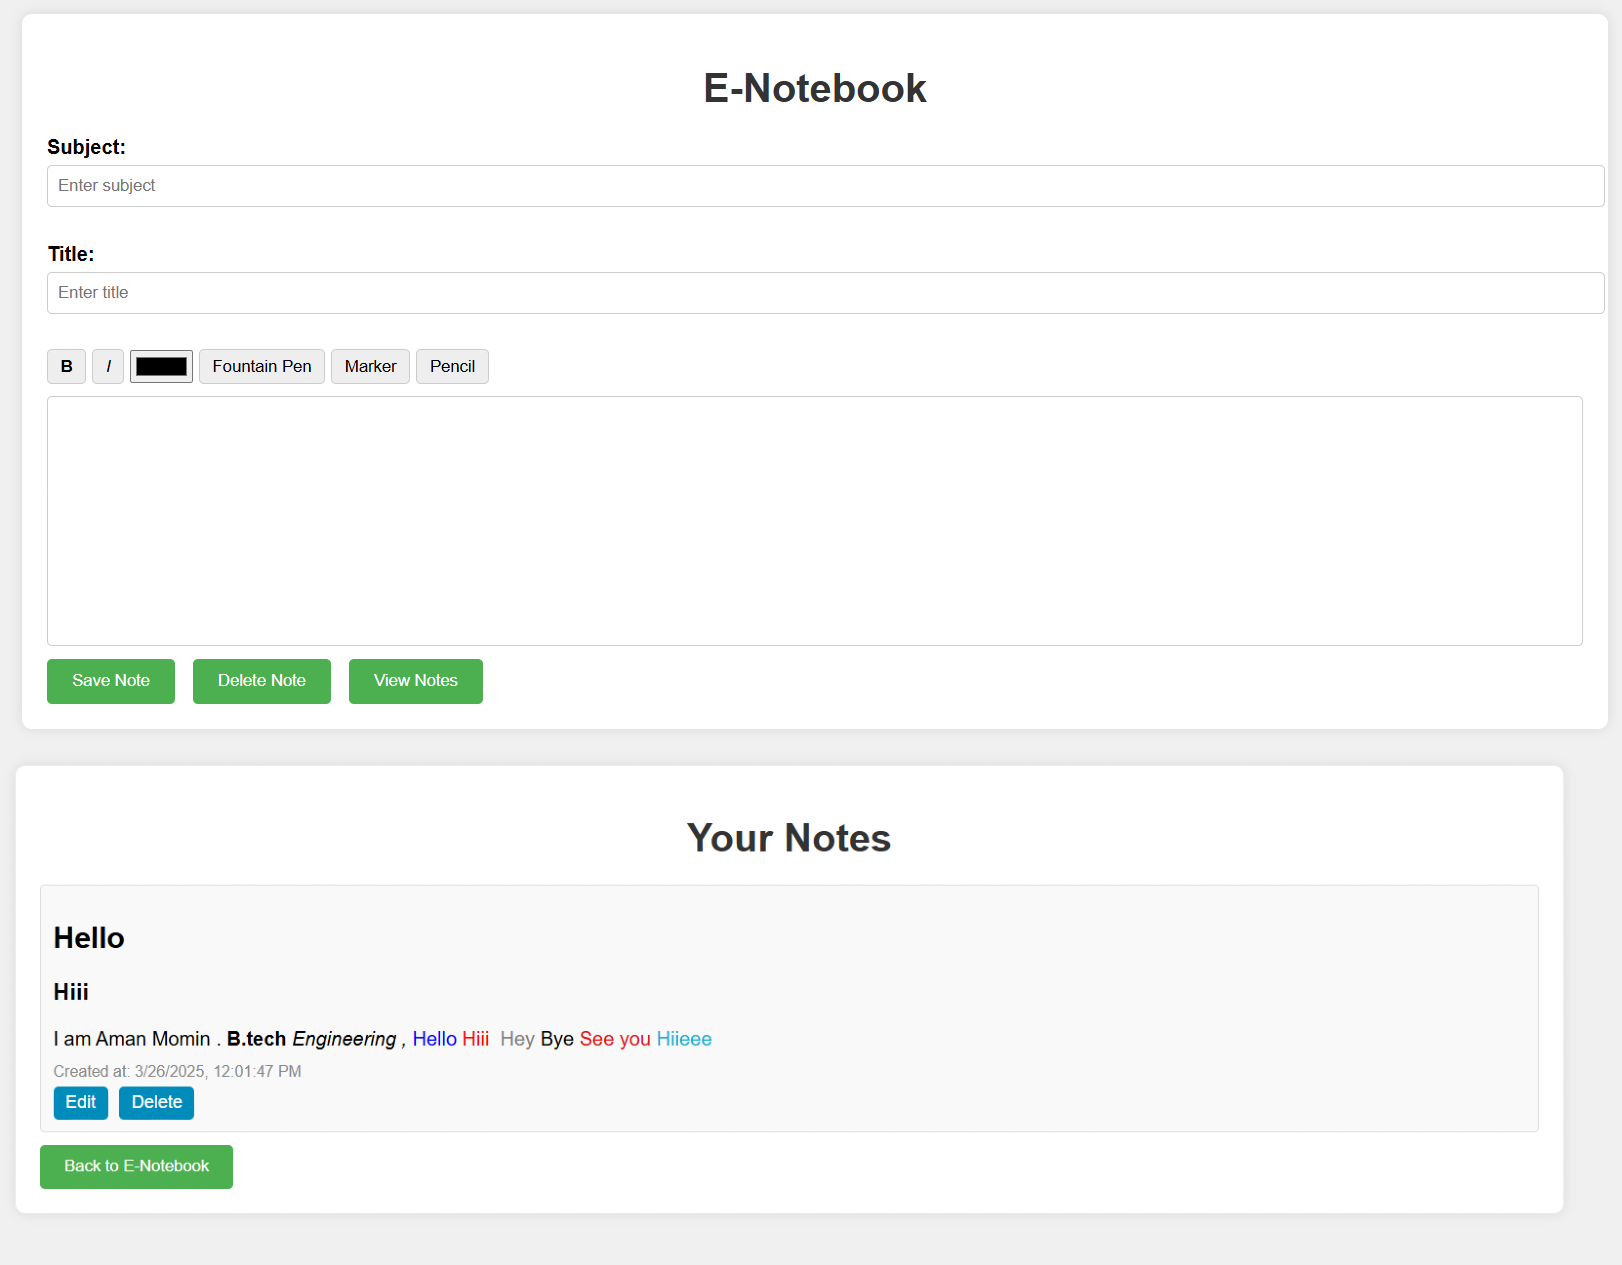 E-Notebook
Subject:
Enter subject
Title:
Enter title
B I Fountain Pen Marker Pencil
Save Note Delete Note View Notes
Your Notes
Hello
Hiii
I am Aman Momin . B.tech Engineering , Hello Hiii Hey Bye See you Hiieee
Created at: 3/26/2025, 12:01:47 PM
Edit Delete
Back to E-Notebook